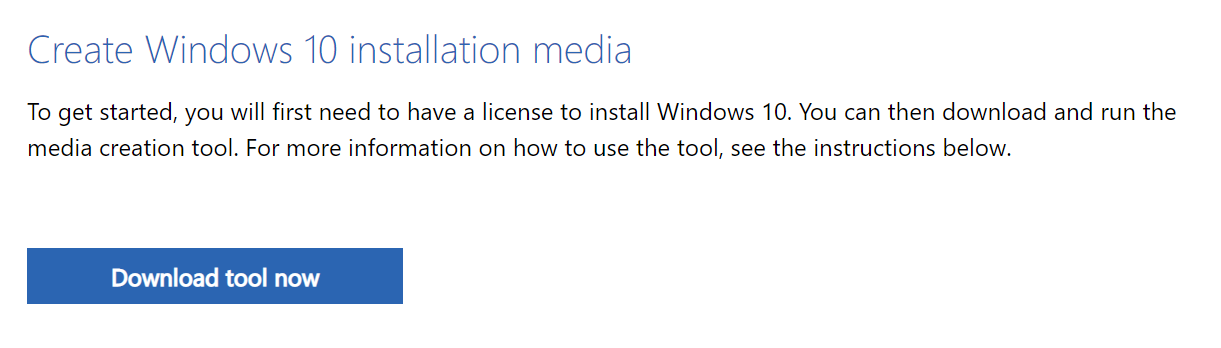 Create Windows 10 installation media
To get started, you will first need to have a license to install Windows 10. You can then download and run the
media creation tool. For more information on how to use the tool, see the instructions below.
Download tool now